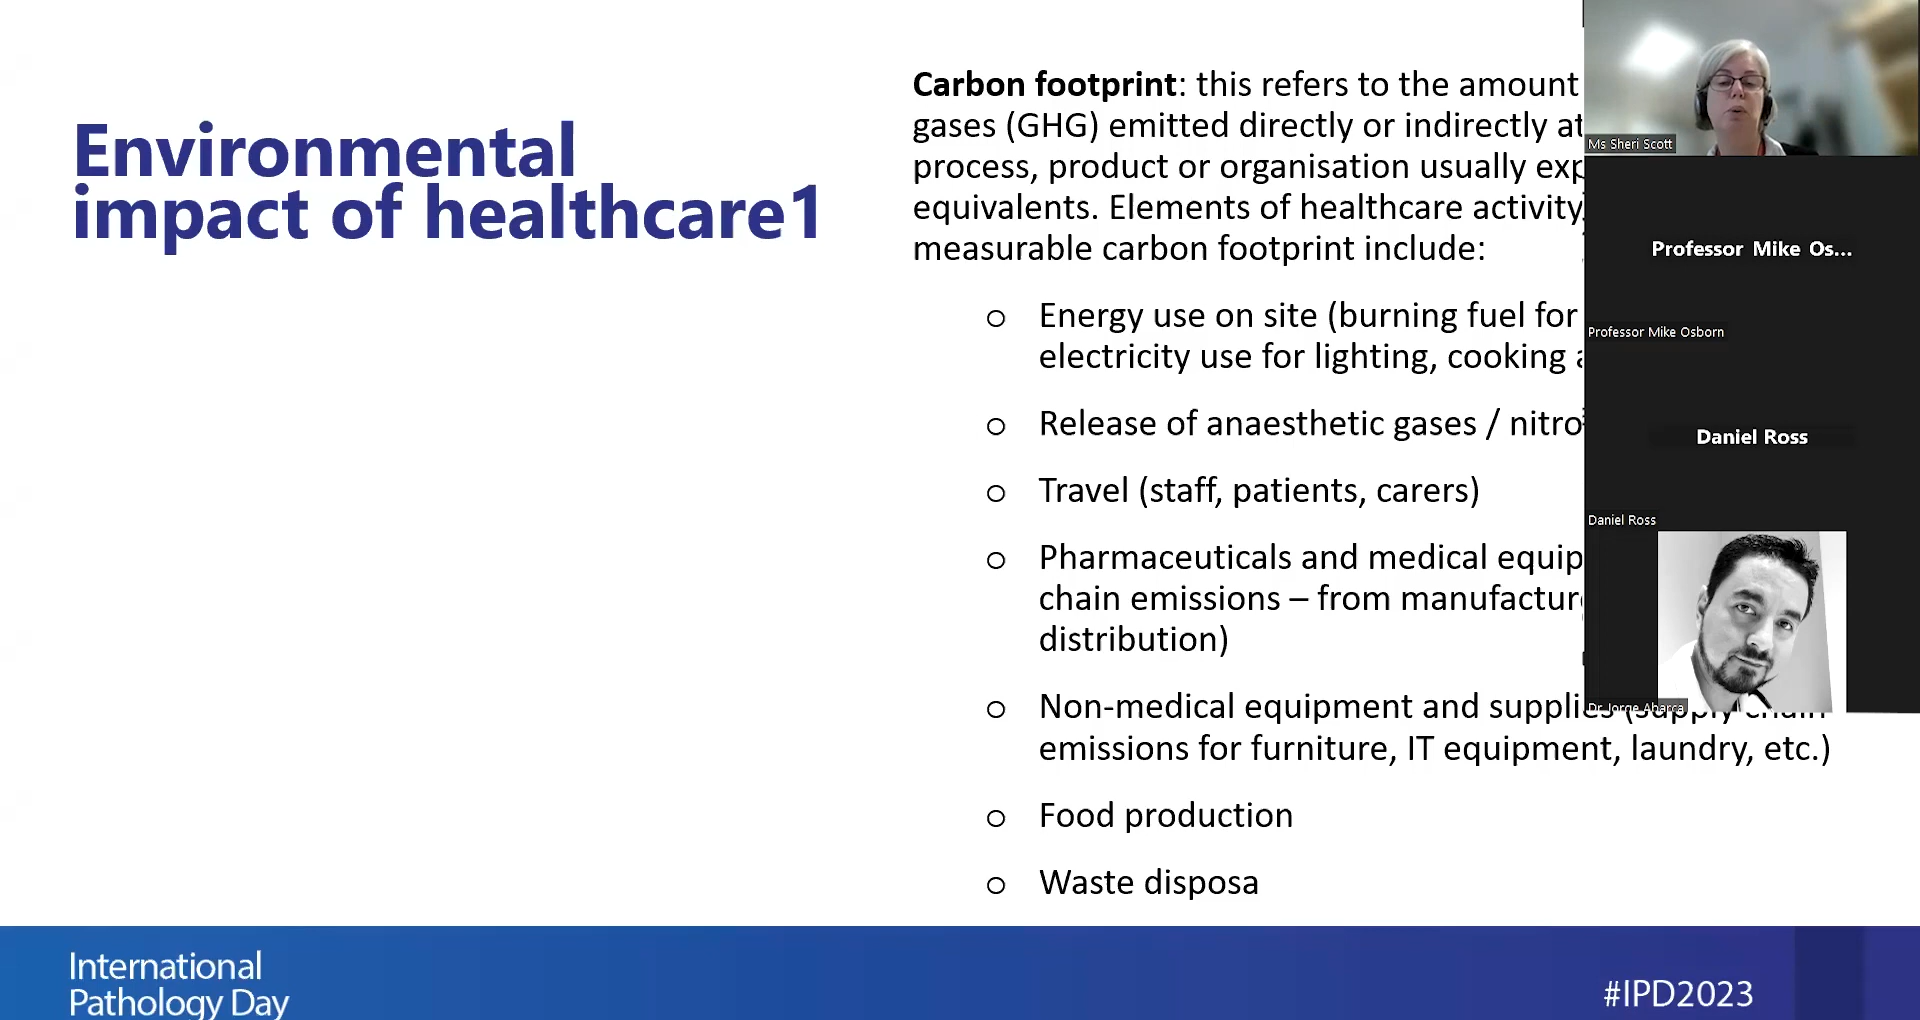 Environmental
impact of healthcare1
Carbon footprint: this refers to the amount
gases (GHG) emitted directly or indirectly at
process, product or organisation usually exp
equivalents. Elements of healthcare activity
measurable carbon footprint include:
o Energy use on site (burning fuel for
electricity use for lighting, cooking
o Release of anaesthetic gases / nitro
o Travel (staff, patients, carers)
o Pharmaceuticals and medical equip
chain emissions – from manufactur
distribution)
o Non-medical equipment and supplies (supply chain
emissions for furniture, IT equipment, laundry, etc.)
o Food production
o Waste disposa
Ms Sheri Scott
Professor Mike Os...
Professor Mike Osborn
Daniel Ross
Daniel Ross
Dr Jorge Abarca
International
Pathology Day
#IPD2023